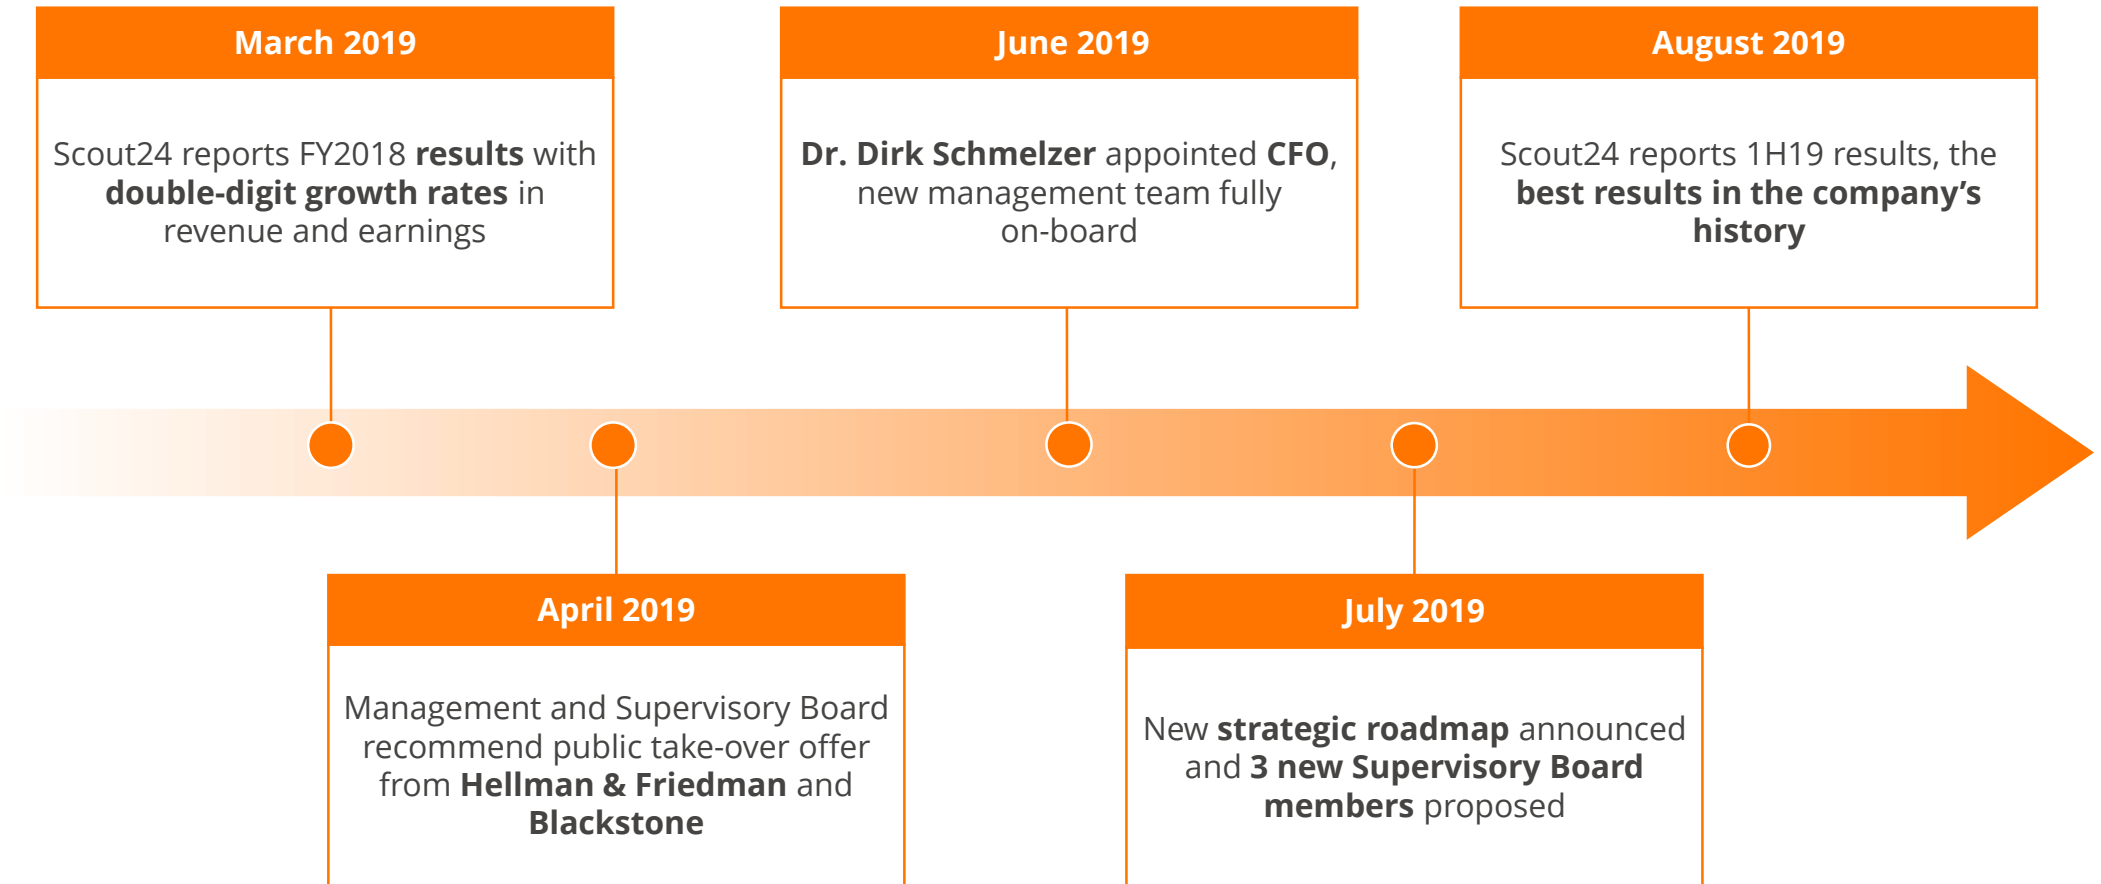 March 2019
Scout24 reports FY2018 results with
double-digit growth rates in
revenue and earnings
June 2019
Dr. Dirk Schmelzer appointed CFO,
new management team fully
on-board
August 2019
Scout24 reports 1H19 results, the
best results in the company’s
history
April 2019
Management and Supervisory Board
recommend public take-over offer
from Hellman & Friedman and
Blackstone
July 2019
New strategic roadmap announced
and 3 new Supervisory Board
members proposed